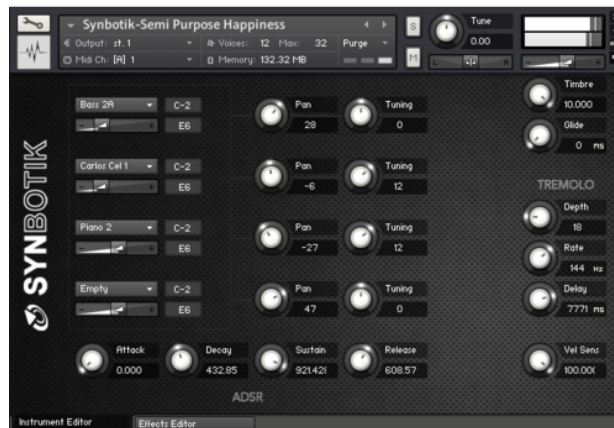 Synbotik-Semi Purpose Happiness
Output: st. 1 Voices: 12 Max: 32 Purge
Midi Ch: [A] 1 Memory: 132.32 MB
S
M
Tune
0.00
L R
Bass 2A C-2
E6
Pan
28
Tuning
0
Carlos Cel 1 C-2
E6
Pan
-6
Tuning
12
Piano 2 C-2
E6
Pan
-27
Tuning
12
Empty C-2
E6
Pan
47
Tuning
0
Timbre
10.000
Glide
0 ms
TREMOLO
Depth
18
Rate
144 Hz
Delay
7771 ms
Vel Sens
100.00(
SYNBOTIK
Attack
0.000
Decay
432.85
Sustain
921.42(
Release
608.57
ADSR
Instrument Editor
Effects Editor